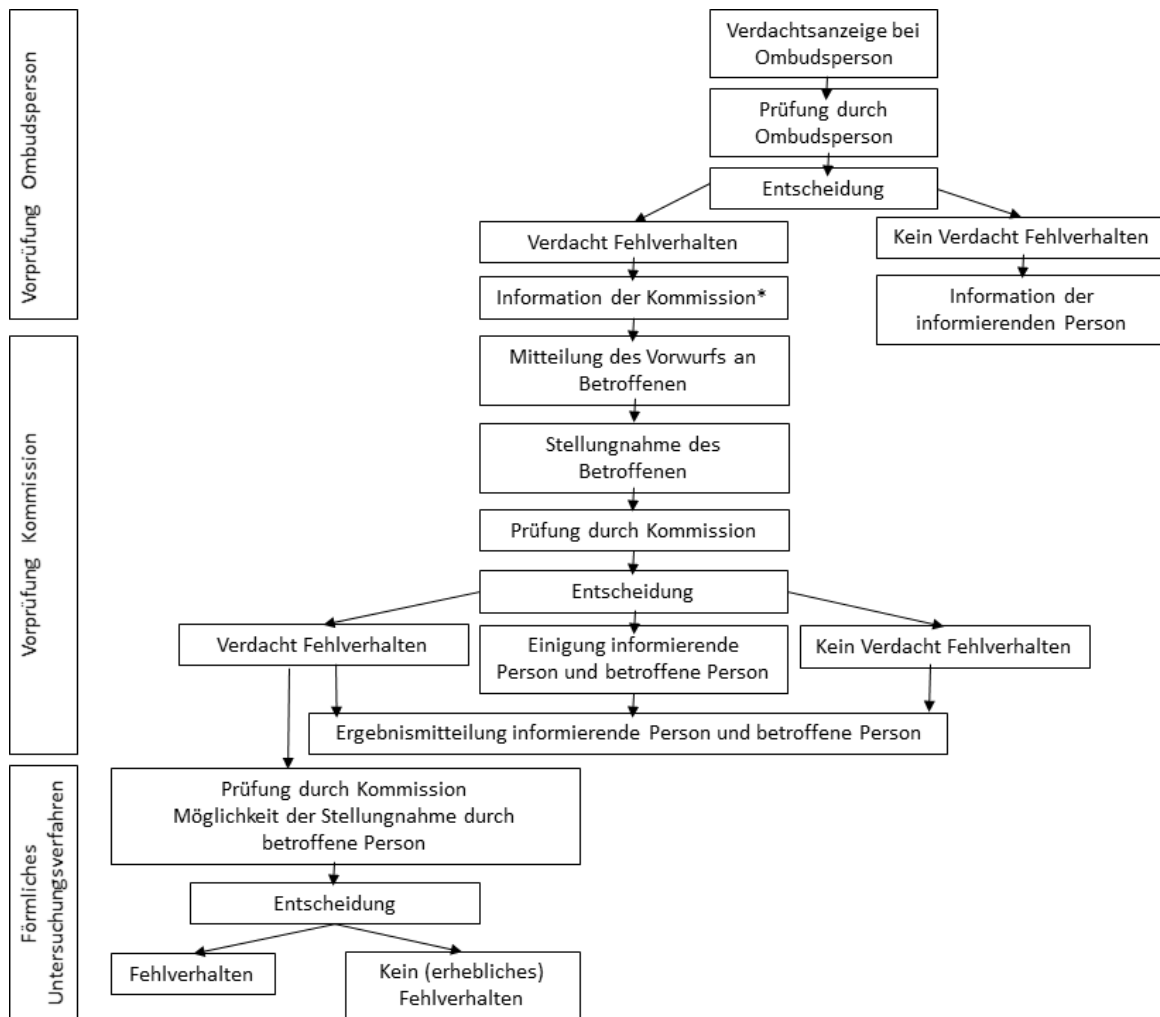 Vorprüfung Ombudsperson
Verdachtsanzeige bei
Ombudsperson
Prüfung durch
Ombudsperson
Entscheidung
Verdacht Fehlverhalten
Kein Verdacht Fehlverhalten
Information der Kommission*
Information der
informierenden Person
Vorprüfung Kommission
Mitteilung des Vorwurfs an
Betroffenen
Stellungnahme des
Betroffenen
Prüfung durch Kommission
Entscheidung
Verdacht Fehlverhalten
Einigung informierende
Person und betroffene Person
Kein Verdacht Fehlverhalten
Ergebnismitteilung informierende Person und betroffene Person
Förmliches
Untersuchungsverfahren
Prüfung durch Kommission
Möglichkeit der Stellungnahme durch
betroffene Person
Entscheidung
Fehlverhalten
Kein (erhebliches)
Fehlverhalten